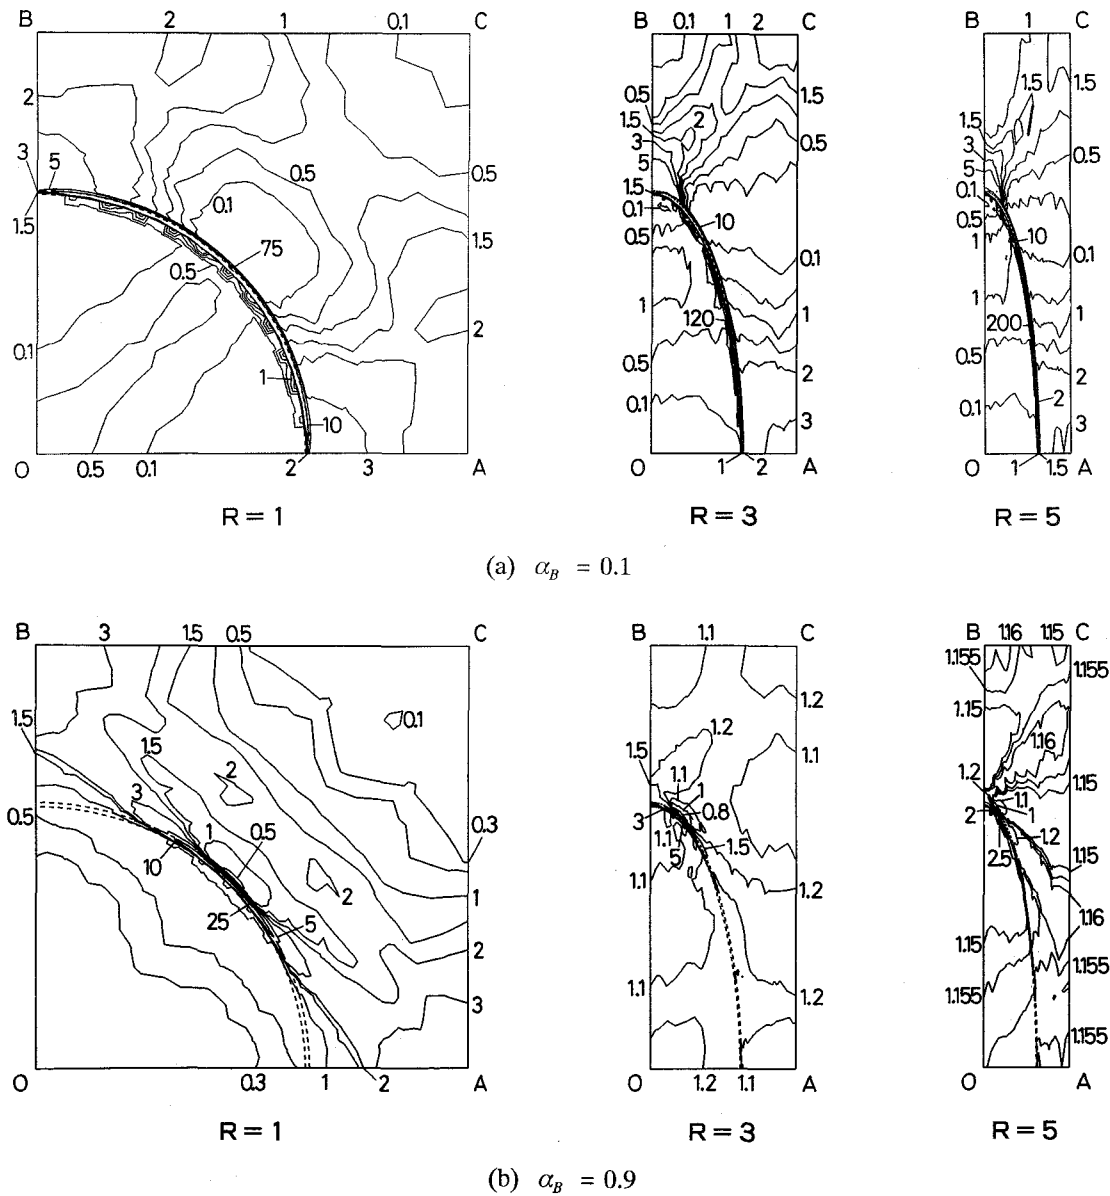 B 2 1 0.1 C
2
3 5
0.5 0.5
0.1
1.5 75 1.5
0.5
0.1 2
1
10
O 0.5 0.1 2 3 A
R = 1
B 0.1 1 2 C
0.5 1.5
1.5 2
3 0.5
5
1.5
0.1 10
0.5 0.1
1 1
120
0.5 2
0.1 3
O 1 2 A
R = 3
B 1 C
1.5 1.5
1.5
3 0.5
5
0.1
0.5 10
1 0.1
1 200 1
0.5 2
0.1 2 3
O 1 1.5 A
R = 5
(a) α_B = 0.1
B 3 1.5 0.5 C
1.5 0.1
1.5
2
3
0.5 1 0.5 0.3
10
2
25 5 1
2
3
O 0.3 1 2 A
R = 1
B 1.1 C
1.2
1.2
1.5 1.1
1.1 1
3 0.8
1.1 1.5
5
1.1 1.2
1.1 1.2
O 1.2 1.1 A
R = 3
B 1.16 1.15 C
1.155 1.155
1.15 1.16
1.2 1.15
1.1
2 1
1.2
25 1.15
1.16
1.15 1.155
1.155
1.155
O A
R = 5
(b) α_B = 0.9